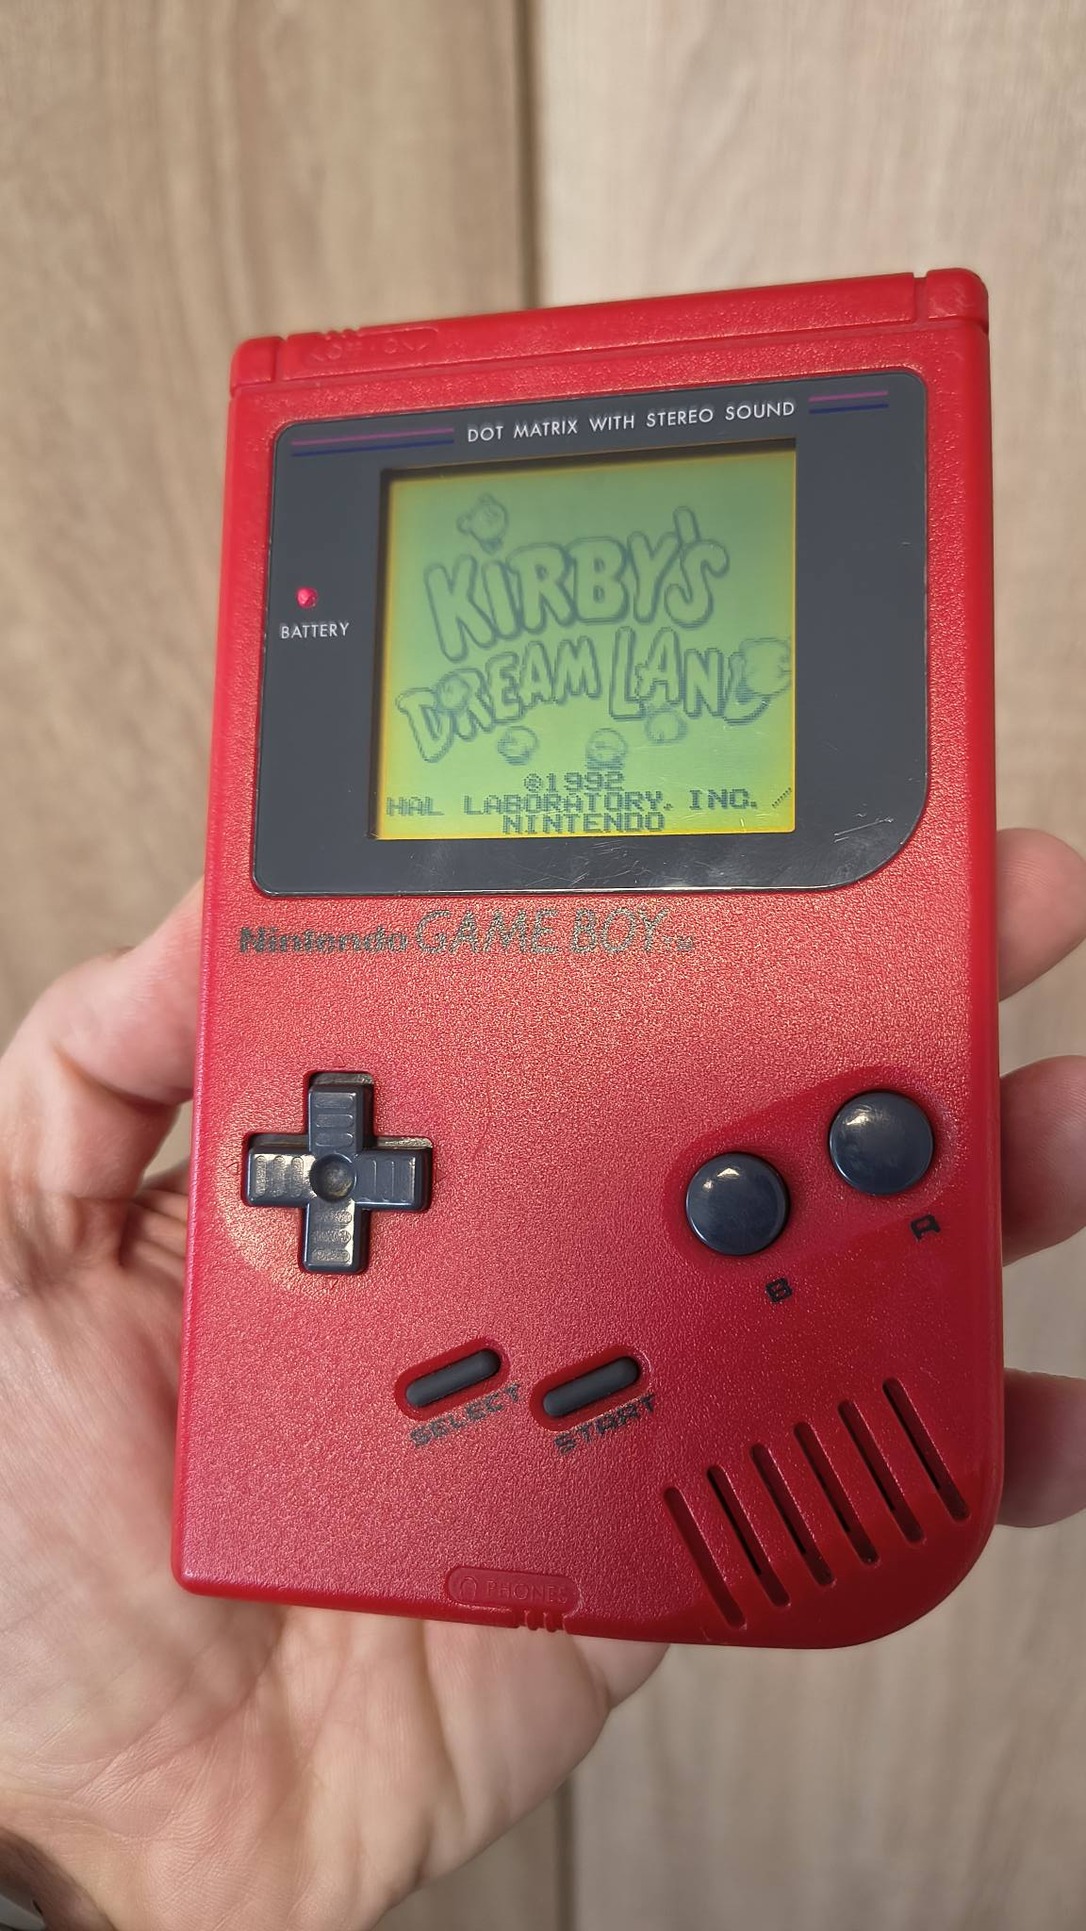 DOT MATRIX WITH STEREO SOUND
BATTERY
KIRBY'S
DREAM LAND
©1992
HAL LABORATORY, INC.
NINTENDO
Nintendo GAME BOY TM
A
B
SELECT START
PHONES